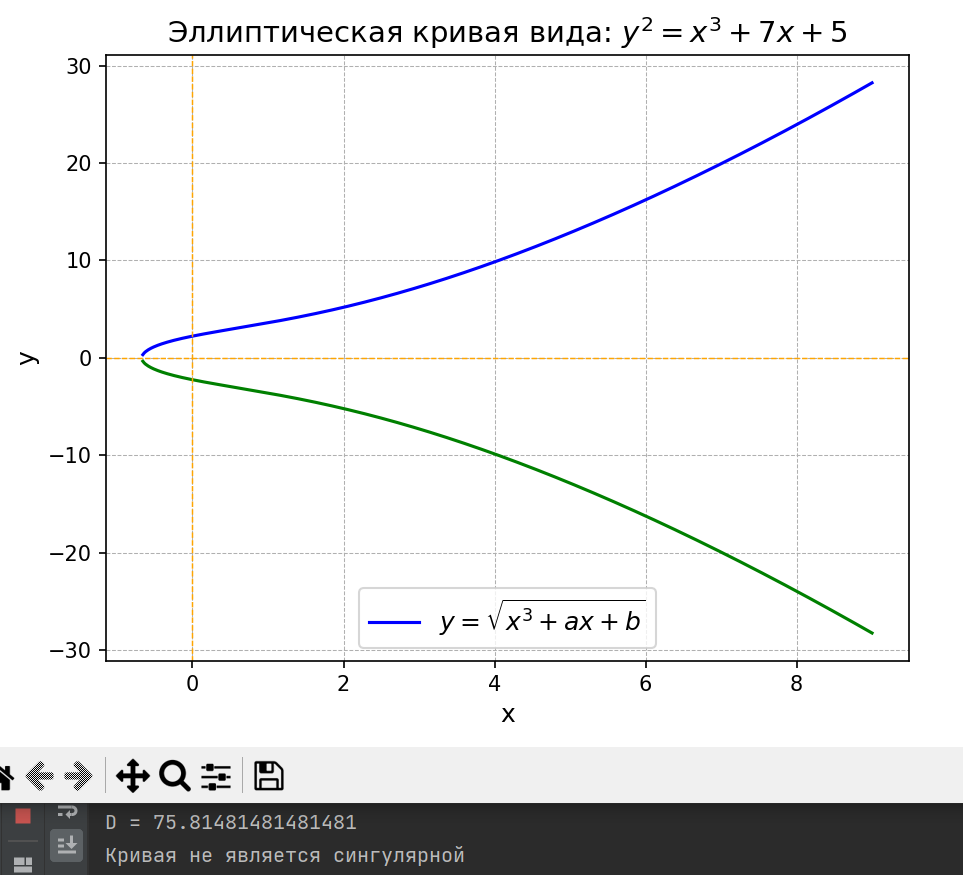 Эллиптическая кривая вида: y² = x³ + 7x + 5
30
20
10
0
−10
−20
−30
y
y = √x³ + ax + b
0 2 4 6 8
x
D = 75.81481481481481
Кривая не является сингулярной